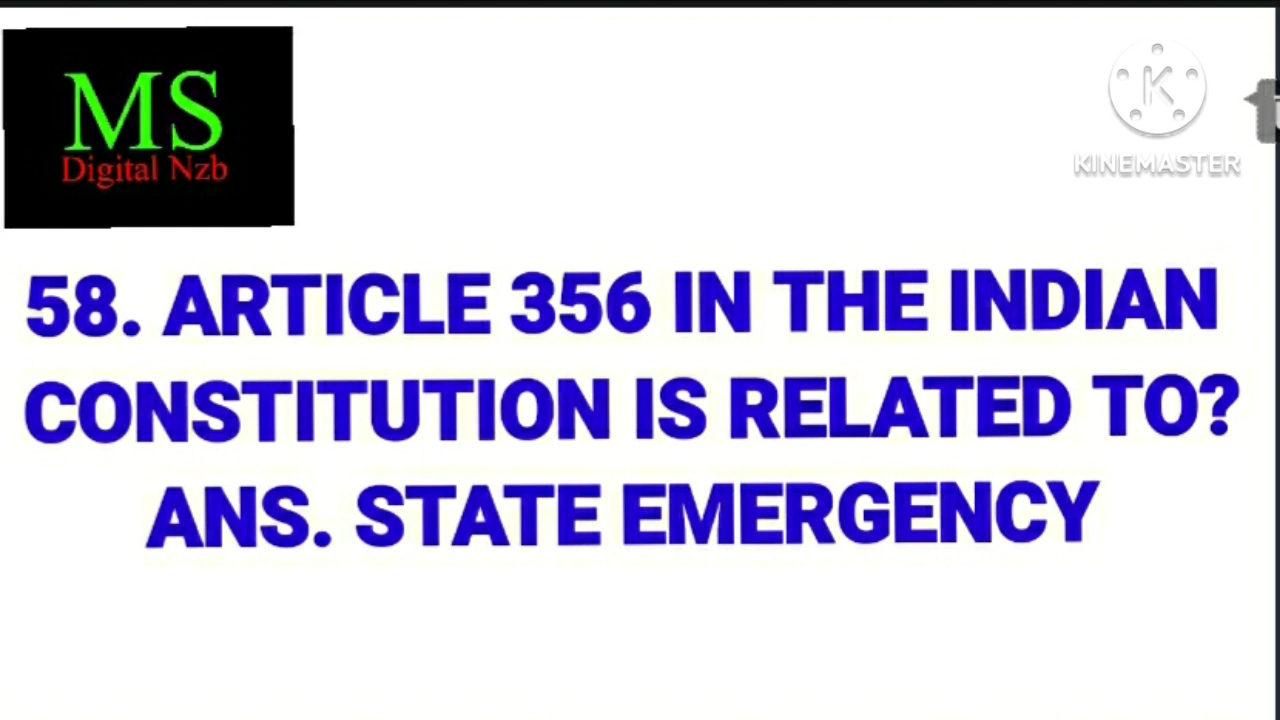 MS
Digital Nzb
KINEMASTER
58. ARTICLE 356 IN THE INDIAN
CONSTITUTION IS RELATED TO?
ANS. STATE EMERGENCY